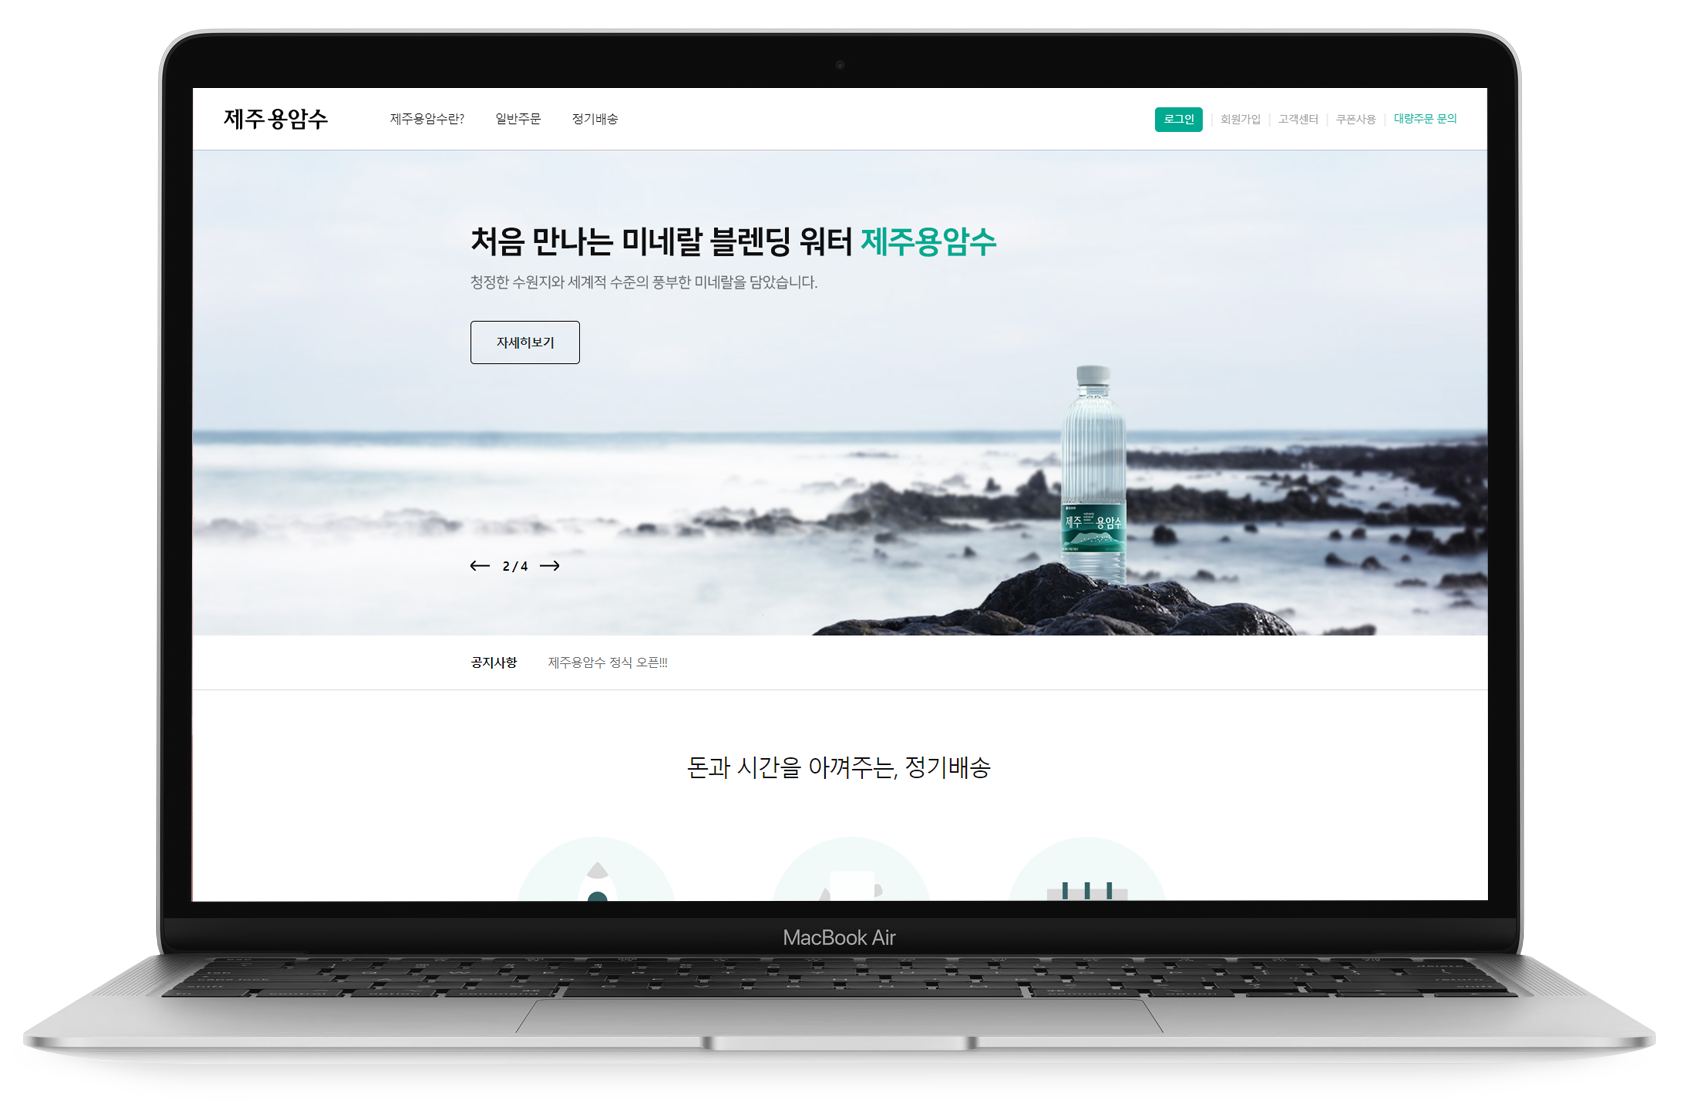 제주 용암수
제주용암수란? 일반주문 정기배송
로그인 | 회원가입 | 고객센터 | 쿠폰사용 | 대량주문 문의
처음 만나는 미네랄 블렌딩 워터 제주용암수
청정한 수원지와 세계적 수준의 풍부한 미네랄을 담았습니다.
자세히보기
제주 용암수
2 / 4
공지사항 제주용암수 정식 오픈!!!
돈과 시간을 아껴주는, 정기배송
MacBook Air